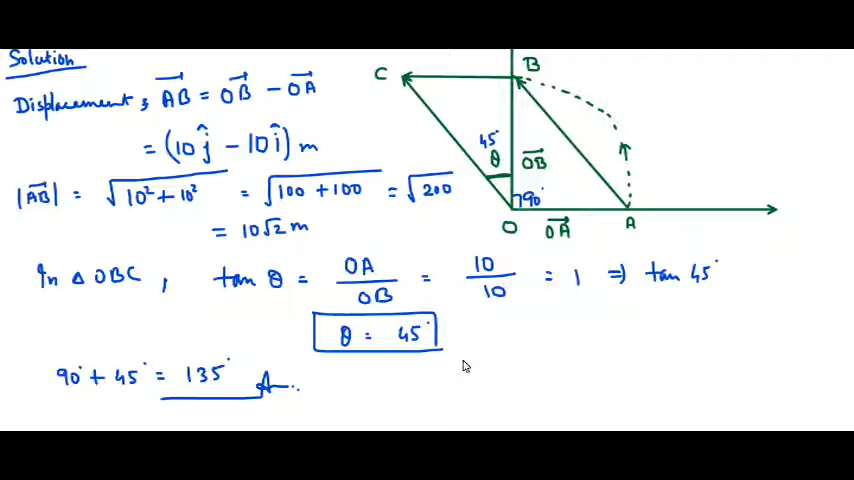 Solution
Displacement, AB⃗ = OB⃗ - OA⃗
= (10ĵ - 10î) m
|AB⃗| = √10² + 10² = √100 + 100 = √200
= 10√2 m
C
B
45°
θ
OB⃗
90°
O
OA⃗
A
In △ OBC, tan θ = OA/OB = 10/10 = 1 ⇒ tan 45°
θ = 45°
90° + 45° = 135°